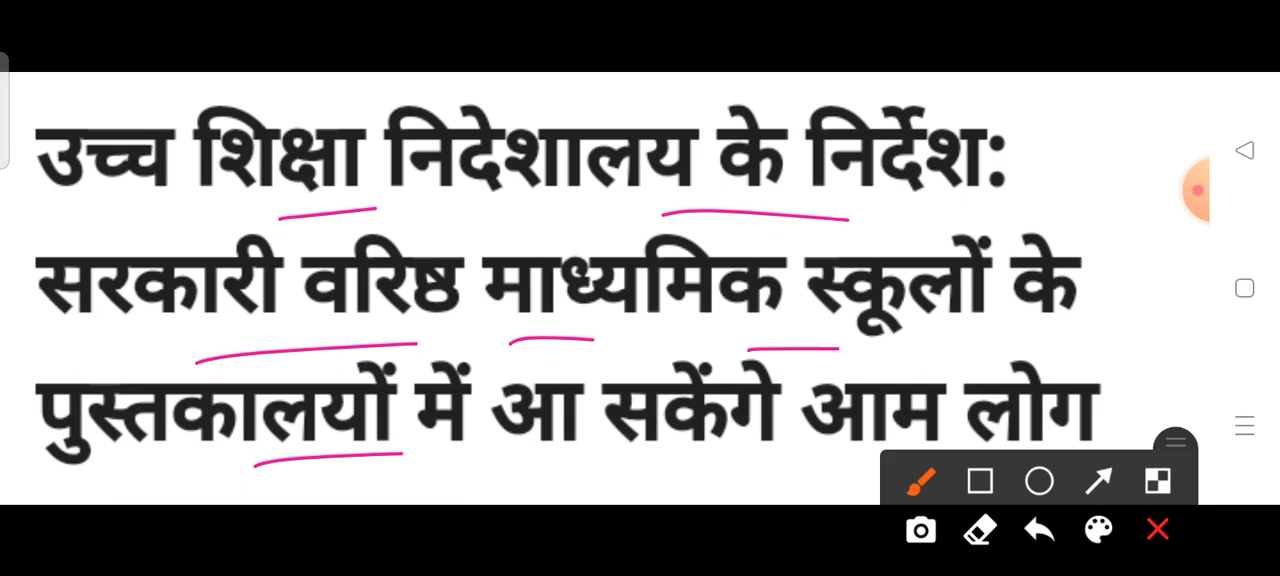 उच्च शिक्षा निदेशालय के निर्देश:
सरकारी वरिष्ठ माध्यमिक स्कूलों के
पुस्तकालयों में आ सकेंगे आम लोग